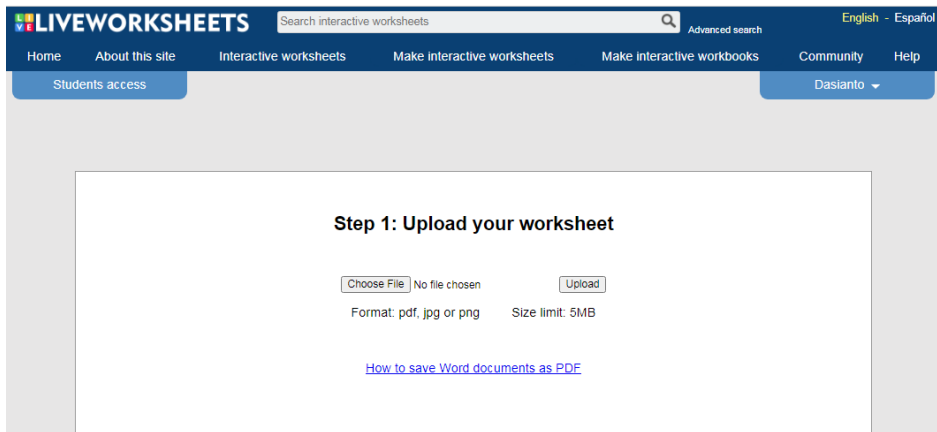 LIVE LIVEWORKSHEETS Search interactive worksheets Advanced search English - Español
Home About this site Interactive worksheets Make interactive worksheets Make interactive workbooks Community Help
Students access Dasianto
Step 1: Upload your worksheet
Choose File No file chosen Upload
Format: pdf, jpg or png Size limit: 5MB
How to save Word documents as PDF